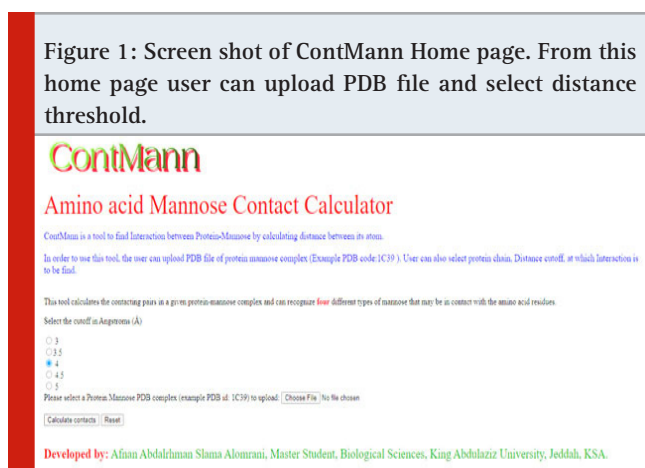 Figure 1: Screen shot of ContMann Home page. From this
home page user can upload PDB file and select distance
threshold.
ContMann
Amino acid Mannose Contact Calculator
ContMann is a tool to find Interaction between Protein-Mannose by calculating distance between its atom.
In order to use this tool, the user can upload PDB file of protein mannose complex (Example PDB code:1C39 ). User can also select protein chain, Distance cutoff, at which Interaction is
to be find.
This tool calculates the contacting pairs in a given protein-mannose complex and can recognize four different types of mannose that may be in contact with the amino acid residues.
Select the cutoff in Angstroms (Å)
3
3.5
4
4.5
5
Please select a Protein Mannose PDB complex (example PDB id: 1C39) to upload: Choose File No file chosen
Calculate contacts Reset
Developed by: Afnan Abdalrhman Slama Alomrani, Master Student, Biological Sciences, King Abdulaziz University, Jeddah, KSA.